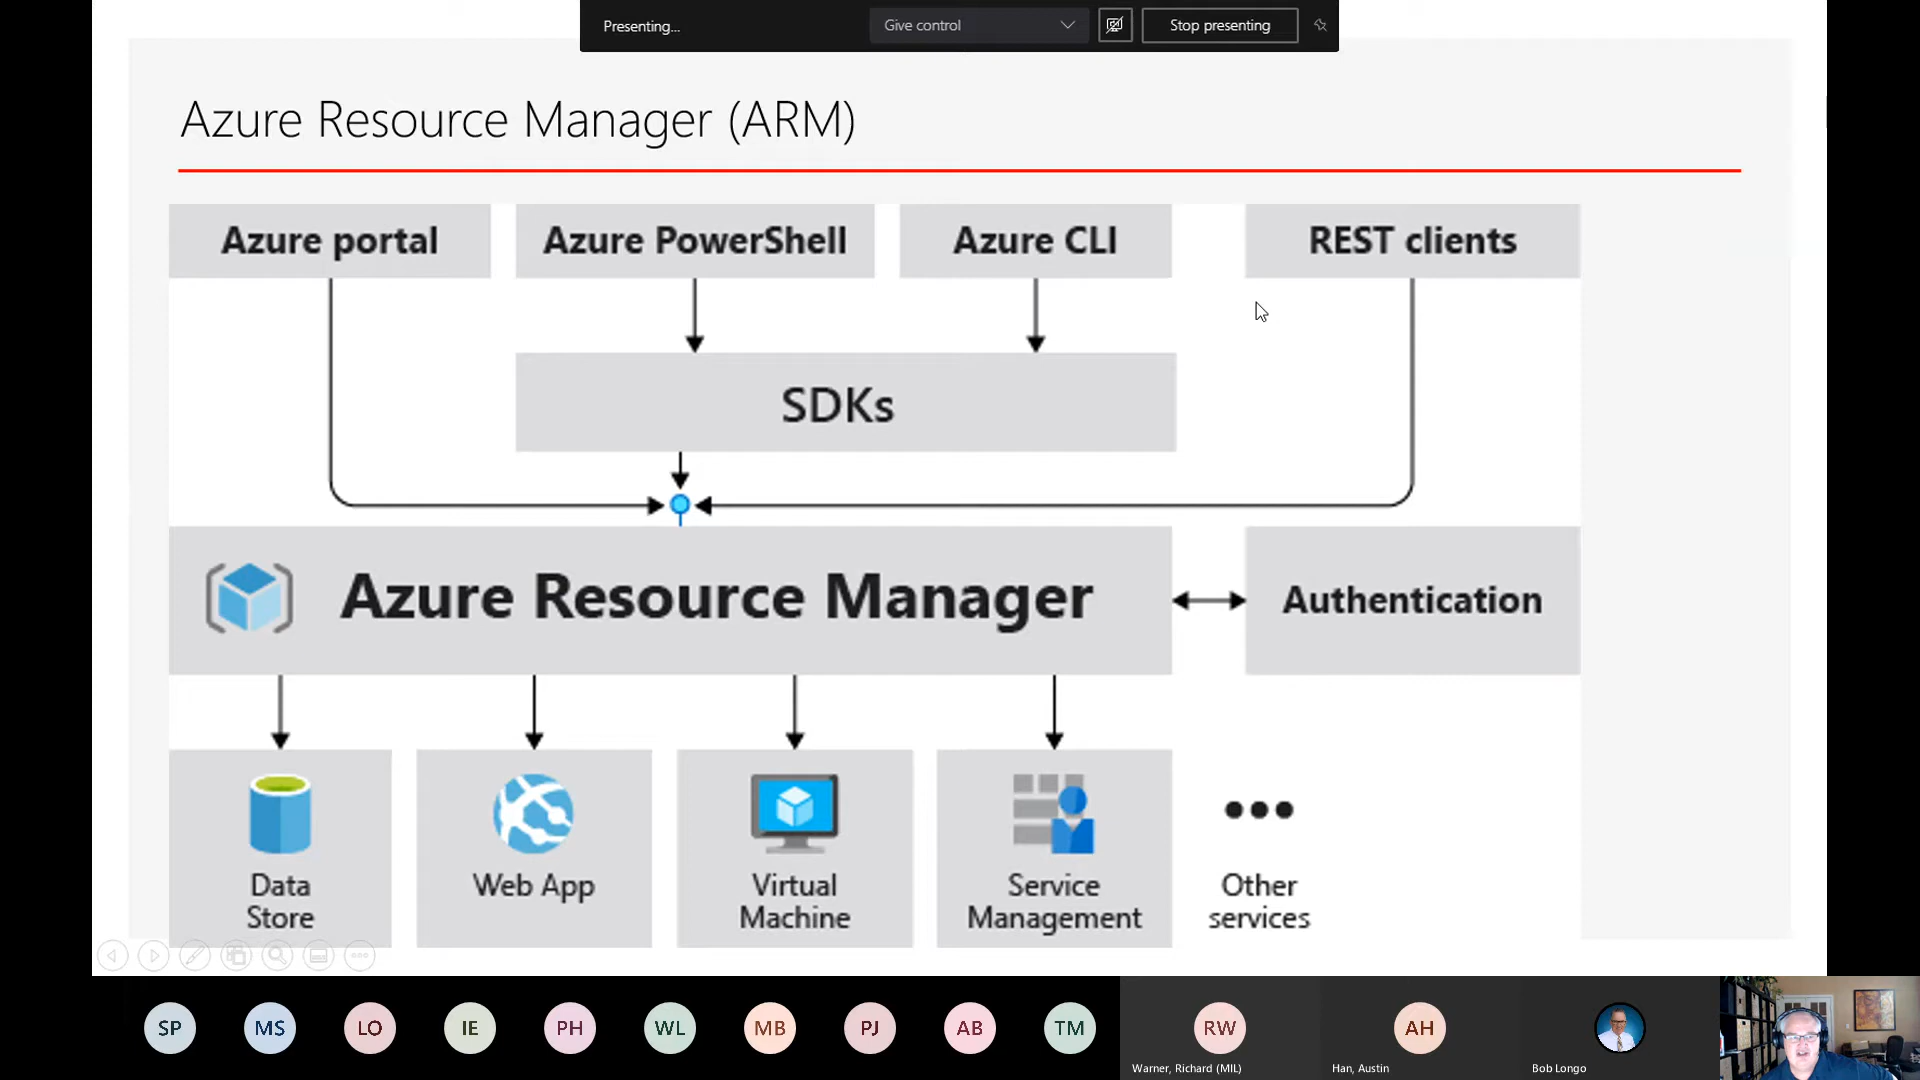 Presenting...
Give control
Stop presenting
Azure Resource Manager (ARM)
Azure portal
Azure PowerShell
Azure CLI
REST clients
SDKs
Azure Resource Manager
Authentication
Data
Store
Web App
Virtual
Machine
Service
Management
Other
services
SP
MS
LO
IE
PH
WL
MB
PJ
AB
TM
RW
AH
Warner, Richard (MIL)
Han, Austin
Bob Longo